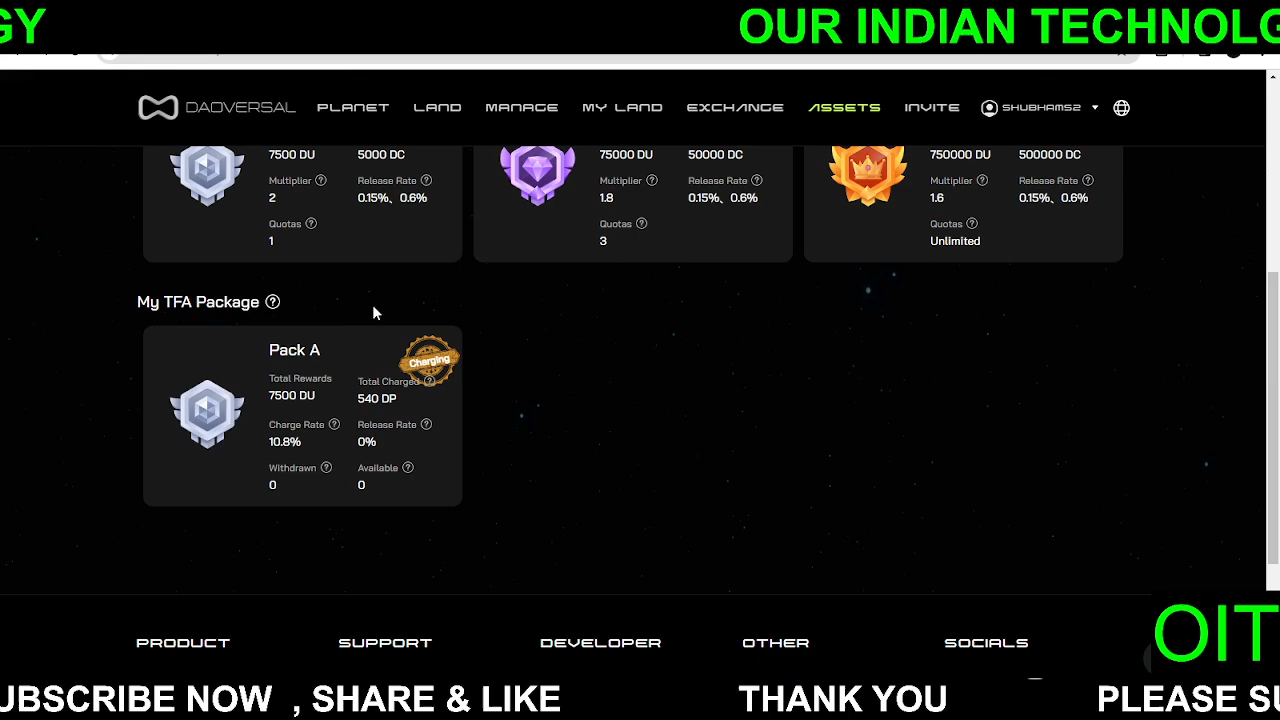 GY OUR INDIAN TECHNOLG
DAOVERSAL PLANET LAND MANAGE MY LAND EXCHANGE ASSETS INVITE SHUBHAMS2
7500 DU 5000 DC
Multiplier Release Rate
2 0.15%、0.6%
Quotas
1
75000 DU 50000 DC
Multiplier Release Rate
1.8 0.15%、0.6%
Quotas
3
750000 DU 500000 DC
Multiplier Release Rate
1.6 0.15%、0.6%
Quotas
Unlimited
My TFA Package
Pack A
Charging
Total Rewards Total Charged
7500 DU 540 DP
Charge Rate Release Rate
10.8% 0%
Withdrawn Available
0 0
PRODUCT SUPPORT DEVELOPER OTHER SOCIALS
OIT
UBSCRIBE NOW , SHARE & LIKE THANK YOU PLEASE SU